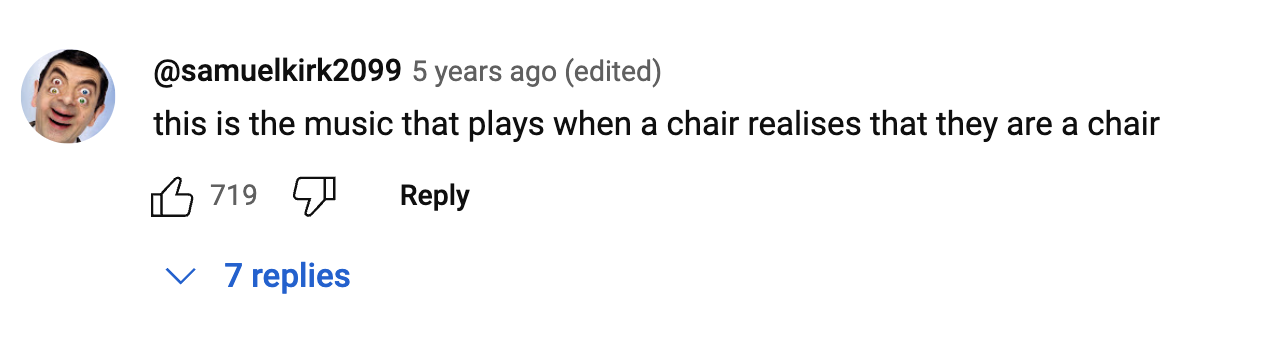 @samuelkirk2099 5 years ago (edited)
this is the music that plays when a chair realises that they are a chair
719 Reply
7 replies